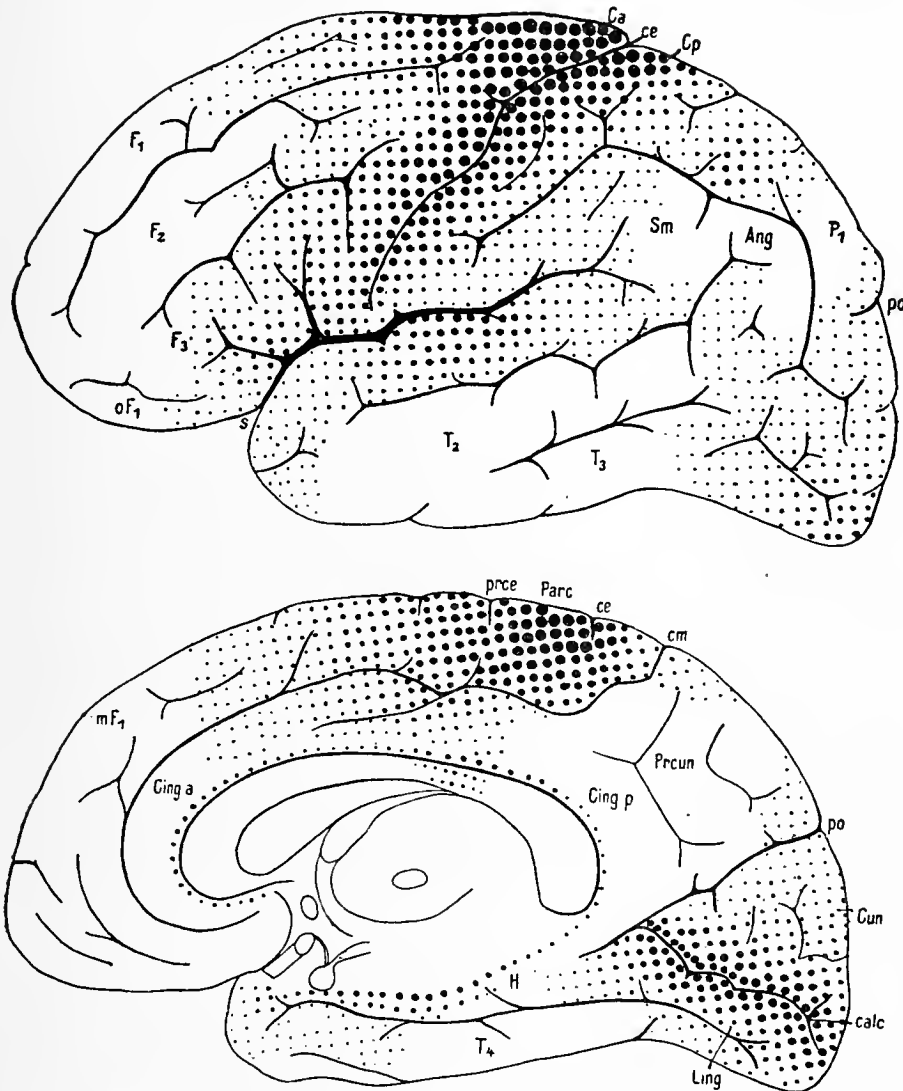 Ca
ce
Cp
F₁
F₂
Sm
Ang
P₁
po
F₃
oF₁
s
T₂
T₃
prce
Parc
ce
cm
mF₁
Cing a
Cing p
Prcun
po
Cun
H
calc
T₄
Ling